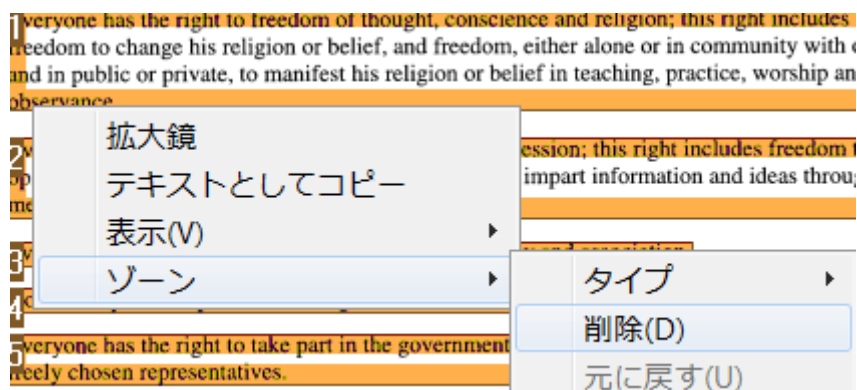 1 veryone has the right to freedom of thought, conscience and religion; this right includes
reedom to change his religion or belief, and freedom, either alone or in community with
and in public or private, to manifest his religion or belief in teaching, practice, worship an
observance
拡大鏡
2
ession; this right includes freedom t
テキストとしてコピー
impart information and ideas throug
表示(V)
3
ゾーン
タイプ
4
削除(D)
5 veryone has the right to take part in the government
reely chosen representatives.
元に戻す(U)